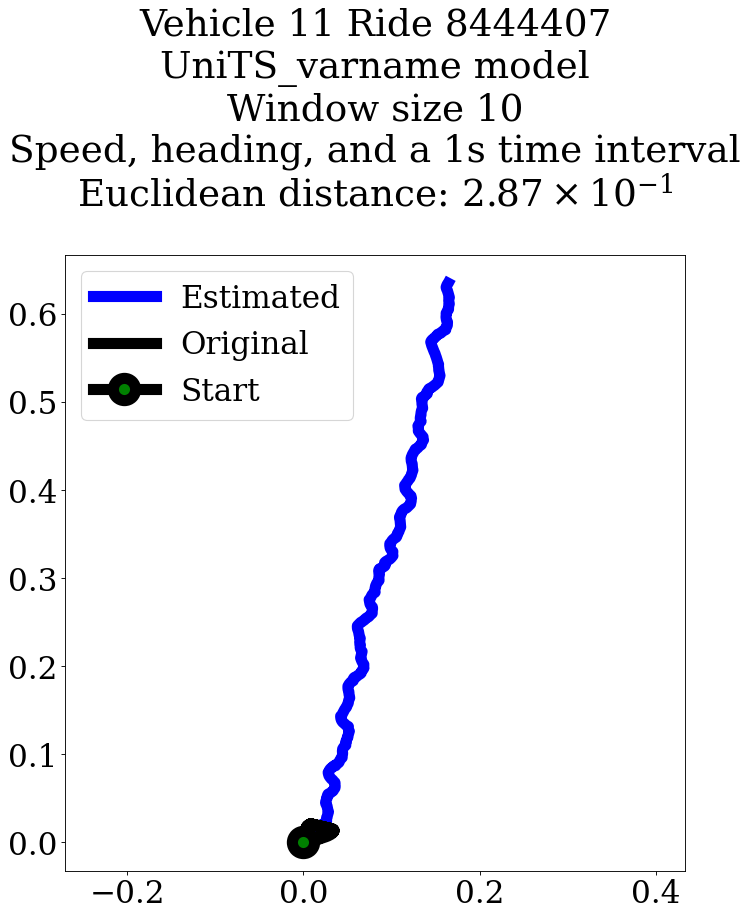 Vehicle 11 Ride 8444407
UniTS_varname model
Window size 10
Speed, heading, and a 1s time interval
Euclidean distance: 2.87 × 10⁻¹
Estimated
Original
Start
0.6
0.5
0.4
0.3
0.2
0.1
0.0
−0.2 0.0 0.2 0.4